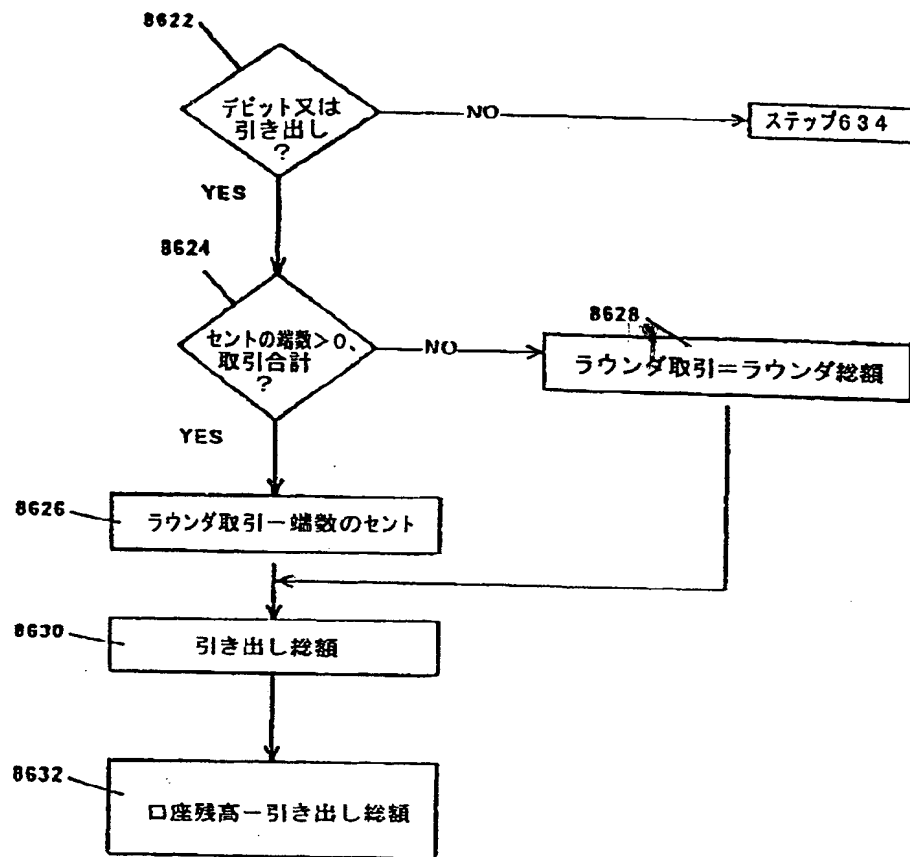 8622
デビット又は
引き出し
?
NO
ステップ634
YES
8624
セントの端数>0、
取引合計
?
NO
8628
ラウンダ取引=ラウンダ総額
YES
8626
ラウンダ取引ー端数のセント
8630
引き出し総額
8632
口座残高ー引き出し総額